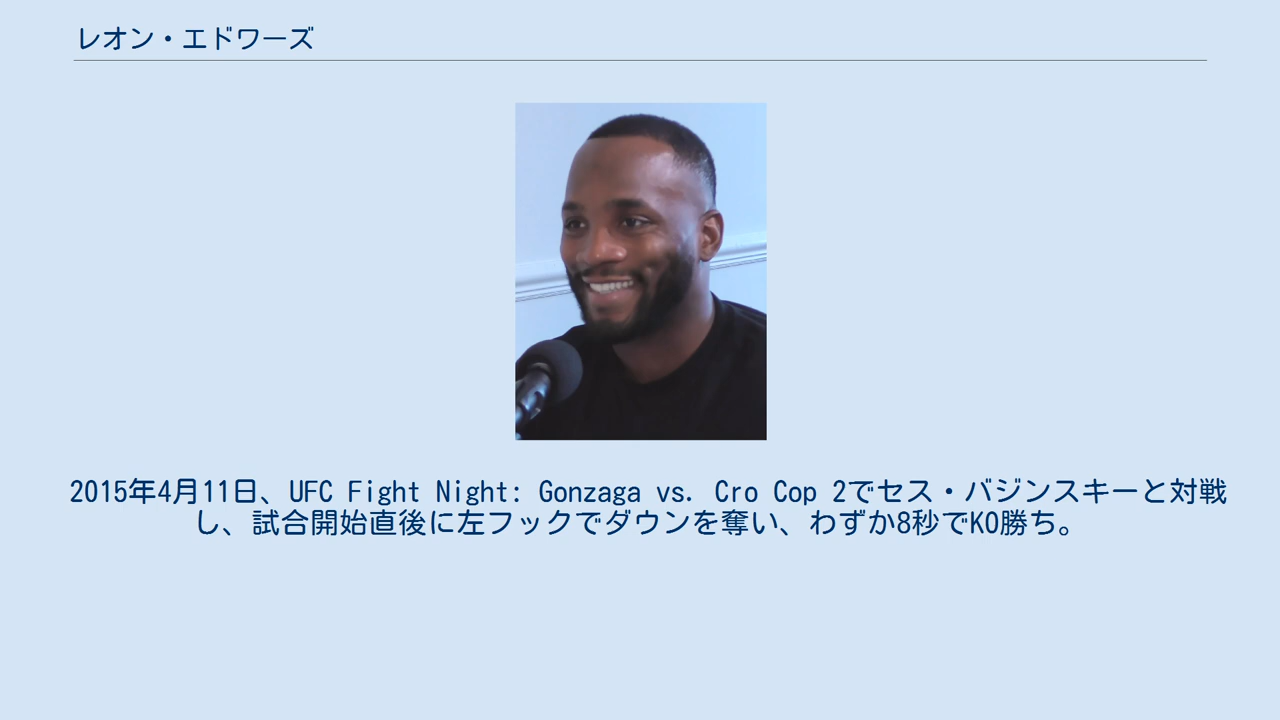 レオン・エドワーズ
2015年4月11日、UFC Fight Night: Gonzaga vs. Cro Cop 2でセス・バジンスキーと対戦
し、試合開始直後に左フックでダウンを奪い、わずか8秒でKO勝ち。